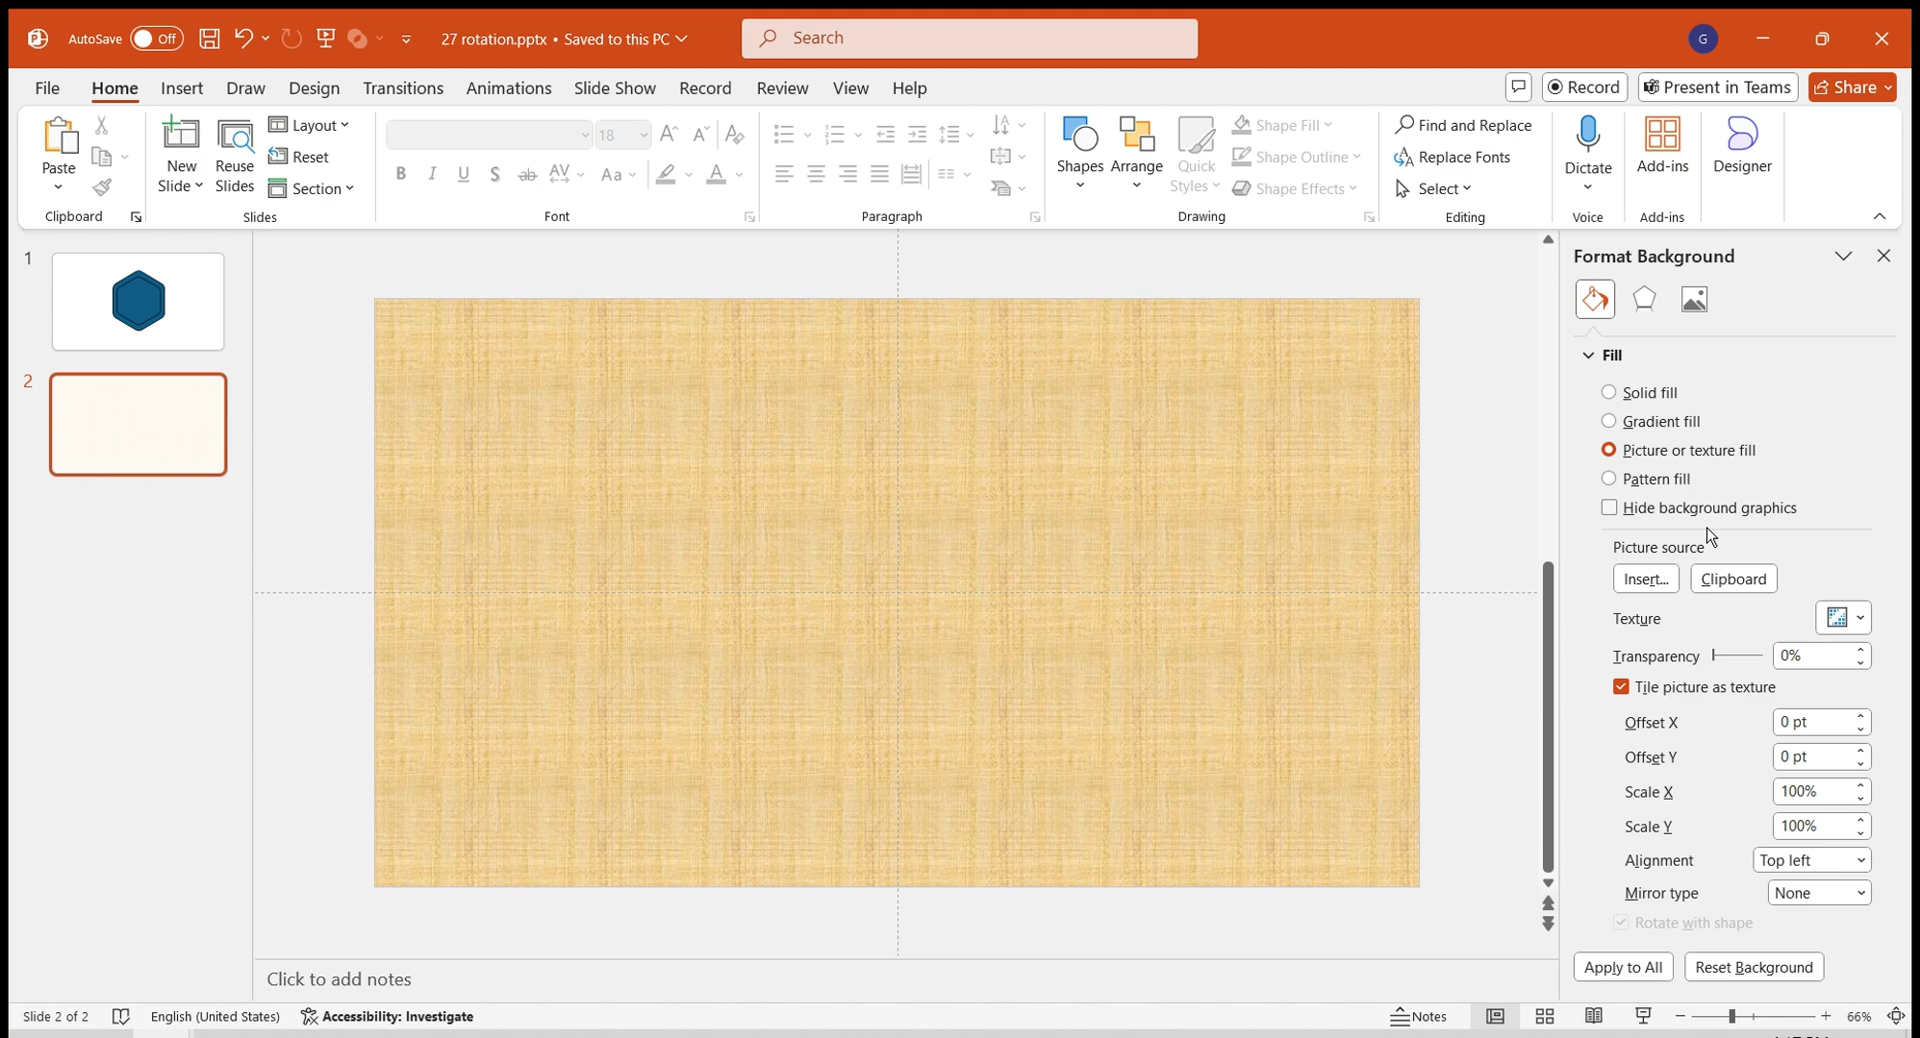 AutoSave Off 27 rotation.pptx • Saved to this PC Search G
File Home Insert Draw Design Transitions Animations Slide Show Record Review View Help Record Present in Teams Share
Paste New Slide Reuse Slides Layout Reset Section
18
B I U S ab AV Aa A
Shapes Arrange Quick Styles Shape Fill Shape Outline Shape Effects
Find and Replace
Replace Fonts
Select
Dictate Add-ins Designer
Clipboard Slides Font Paragraph Drawing Editing Voice Add-ins
1
2
Format Background
Fill
Solid fill
Gradient fill
Picture or texture fill
Pattern fill
Hide background graphics
Picture source
Insert... Clipboard
Texture
Transparency 0%
Tile picture as texture
Offset X 0 pt
Offset Y 0 pt
Scale X 100%
Scale Y 100%
Alignment Top left
Mirror type None
Rotate with shape
Apply to All Reset Background
Click to add notes
Slide 2 of 2 English (United States) Accessibility: Investigate Notes 66%